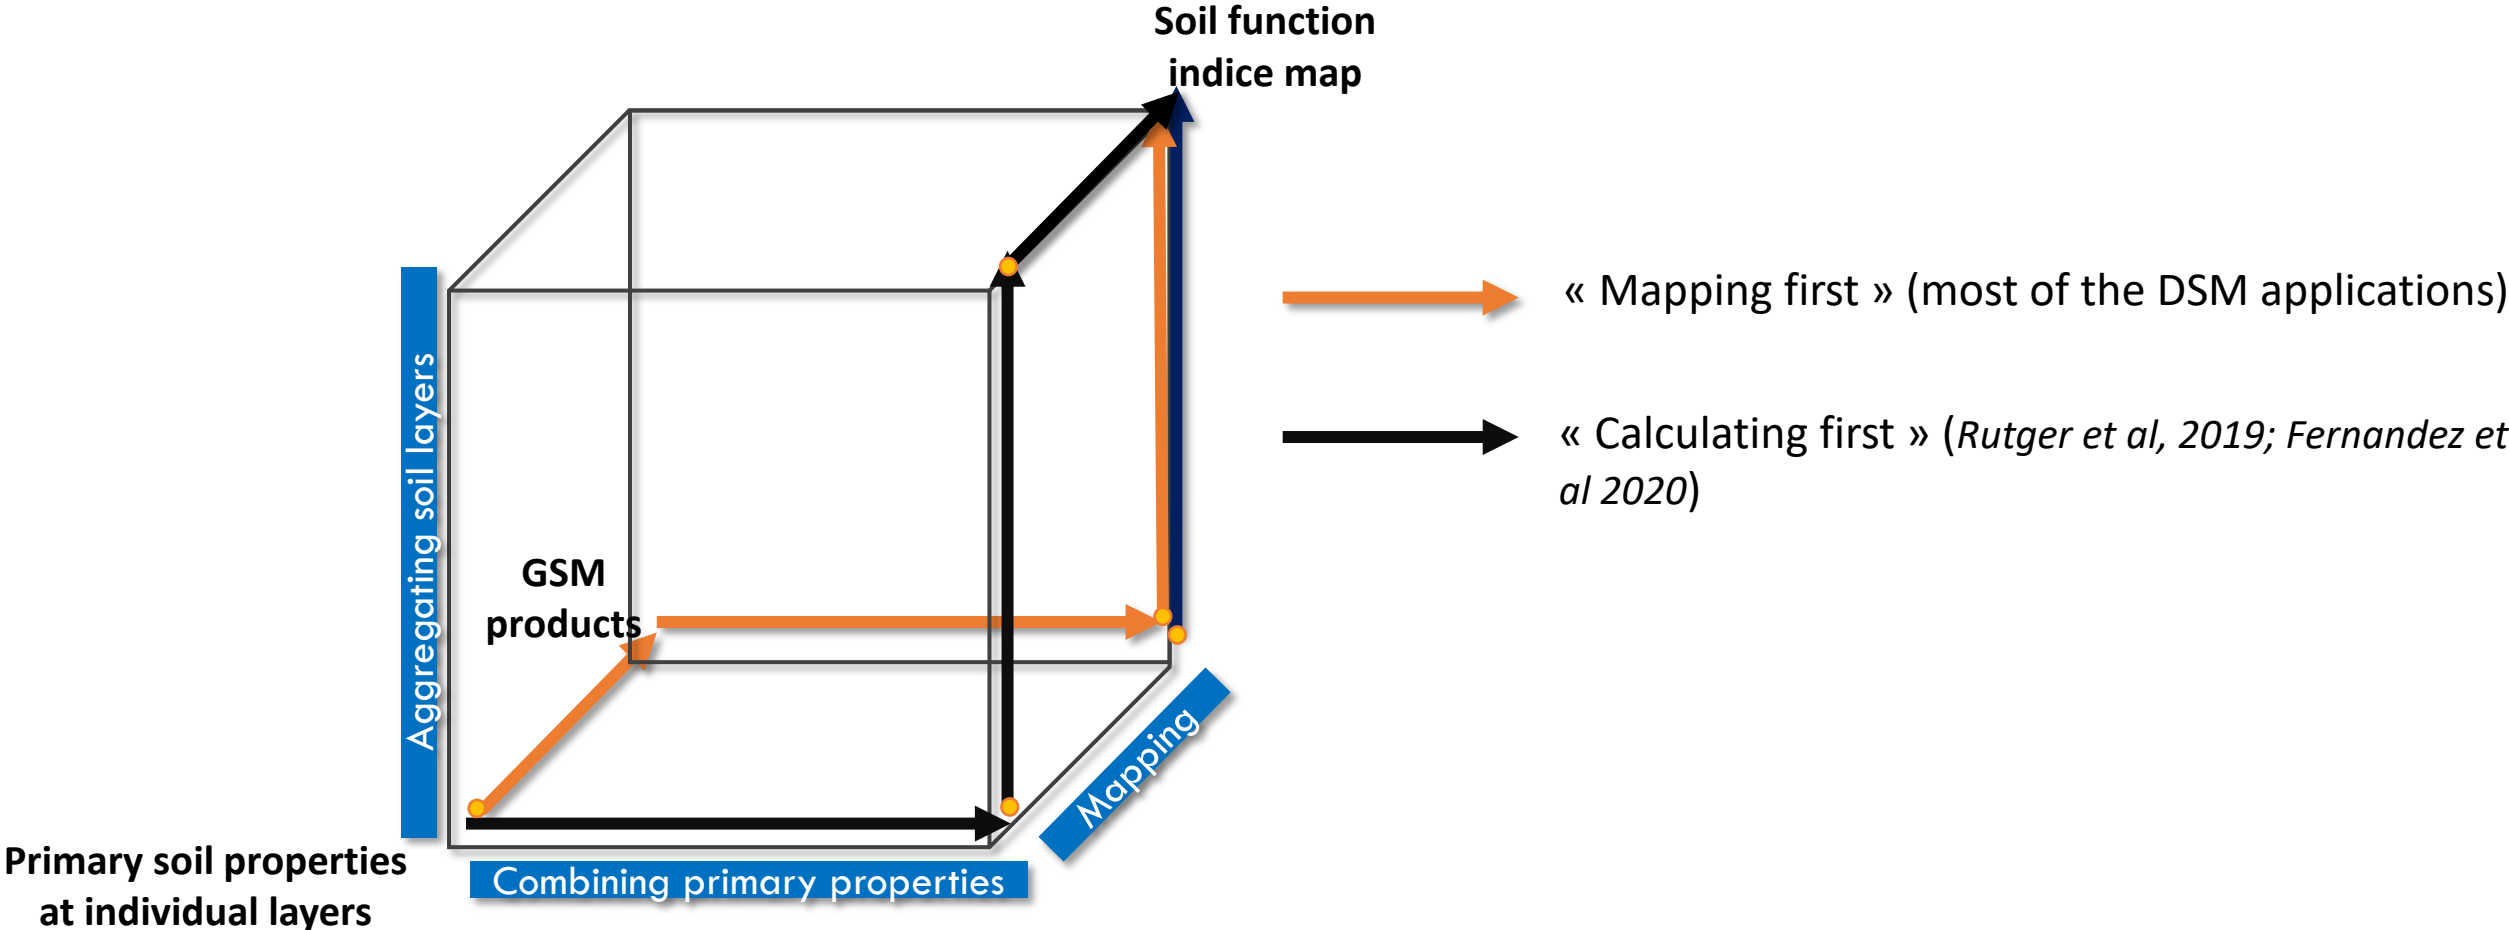 Soil function
indice map
« Mapping first » (most of the DSM applications)
« Calculating first » (Rutger et al, 2019; Fernandez et
al 2020)
Aggregating soil layers
GSM
products
Mapping
Primary soil properties
at individual layers
Combining primary properties